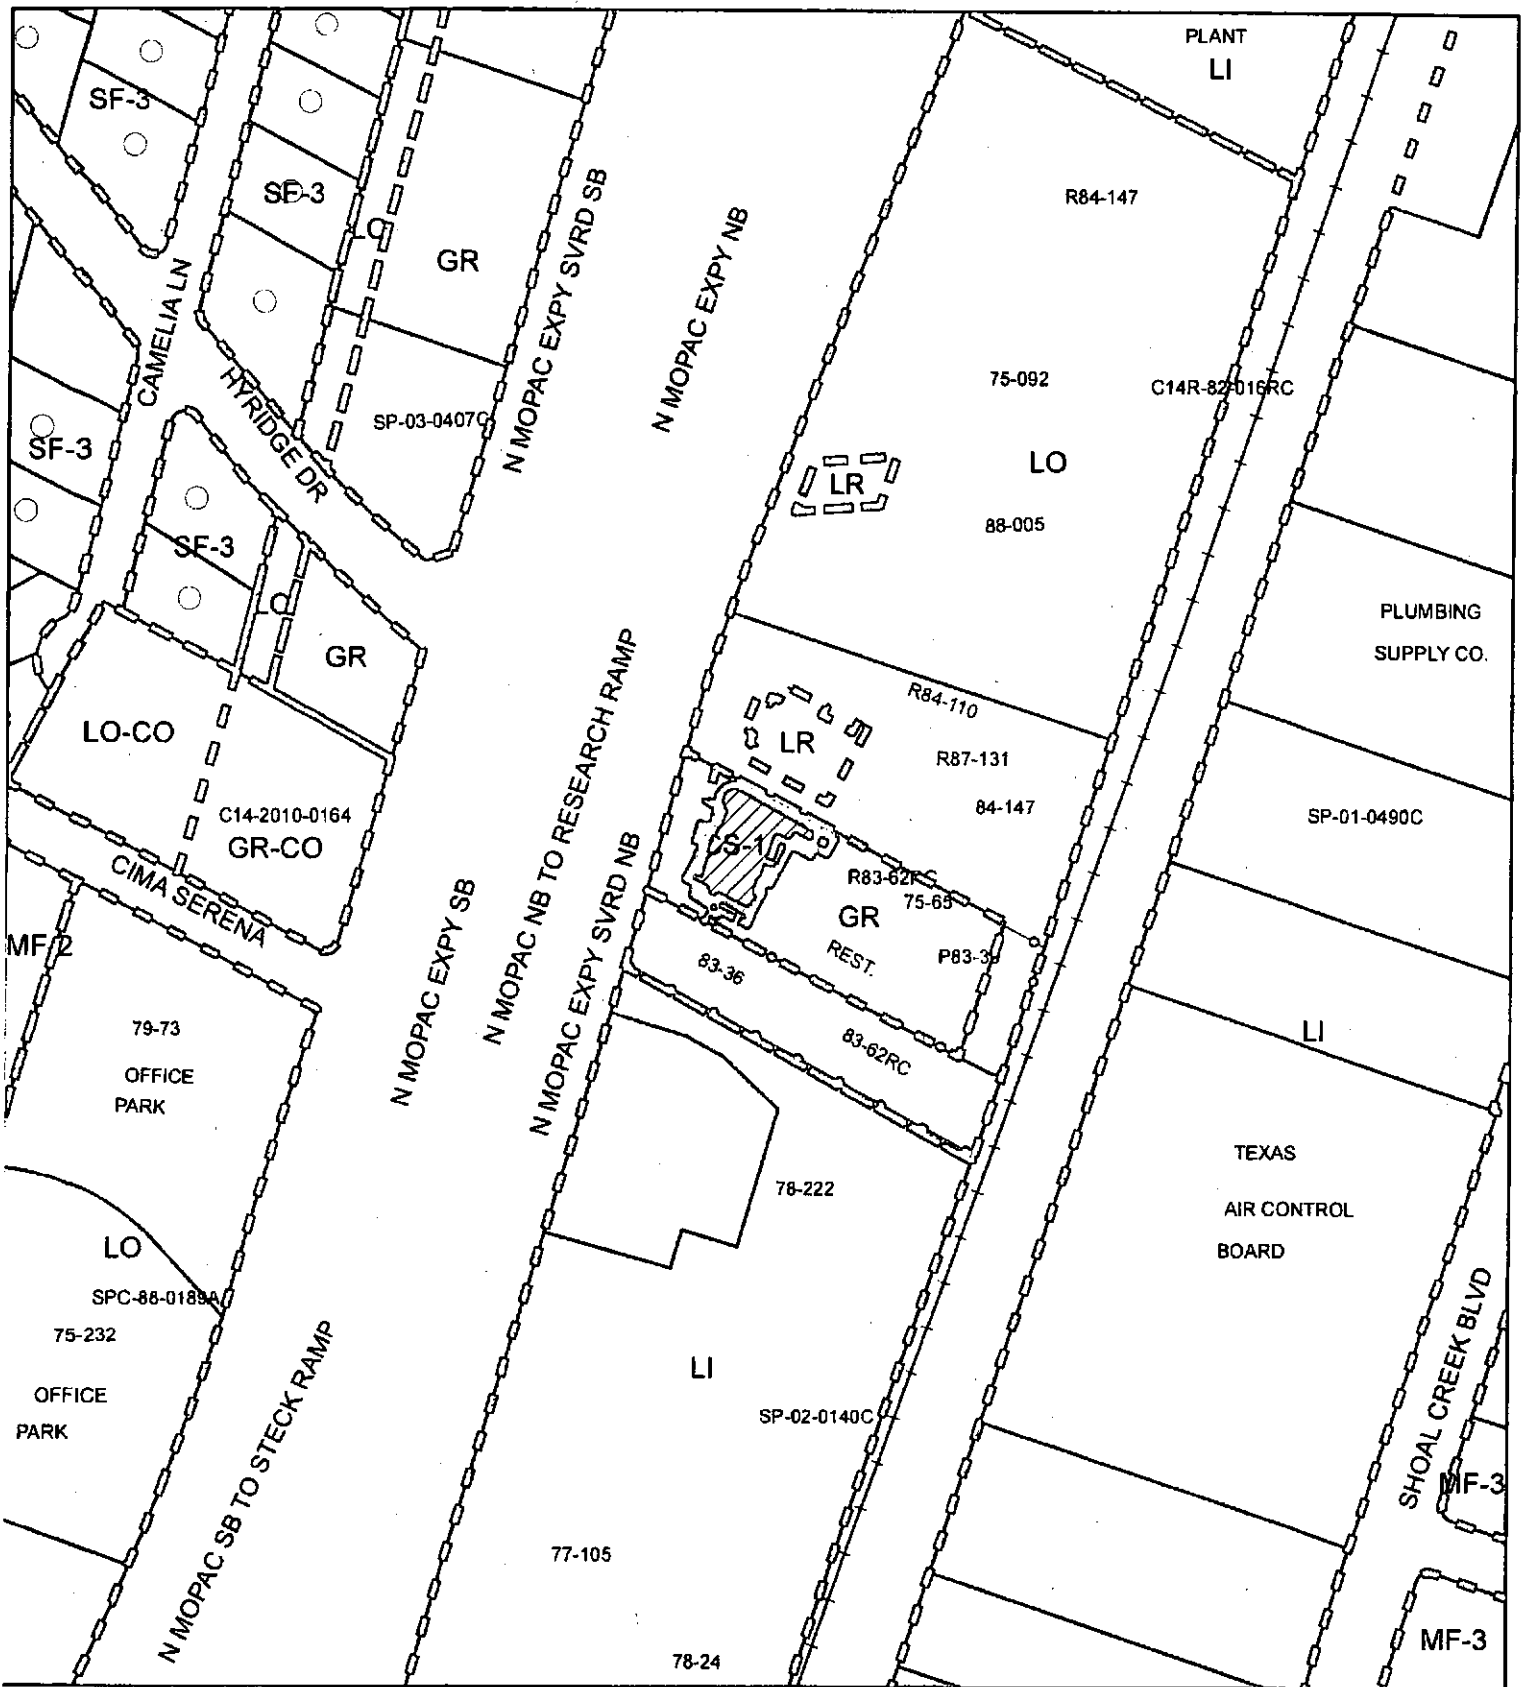 PLANT
LI
SF-3
SF-3
R84-147
LO
GR
CAMELIA LN
N MOPAC EXPY SVRD SB
N MOPAC EXPY NB
75-092
C14R-82-016RC
HYRIDGE DR
SP-03-0407C
SF-3
LO
LR
88-005
SF-3
LO
PLUMBING
SUPPLY CO.
GR
R84-110
LO-CO
LR
R87-131
84-147
C14-2010-0164
GR-CO
SP-01-0490C
CS-1
N MOPAC NB TO RESEARCH RAMP
N MOPAC EXPY SVRD NB
R83-62RC
75-65
GR
REST.
CIMA SERENA
MF-2
N MOPAC EXPY SB
83-36
79-73
83-62RC
LI
OFFICE
PARK
TEXAS
AIR CONTROL
BOARD
78-222
LO
SPC-88-0189A
75-232
OFFICE
PARK
LI
SP-02-0140C
SHOAL CREEK BLVD
MF-3
N MOPAC SB TO STECK RAMP
77-105
78-24
MF-3